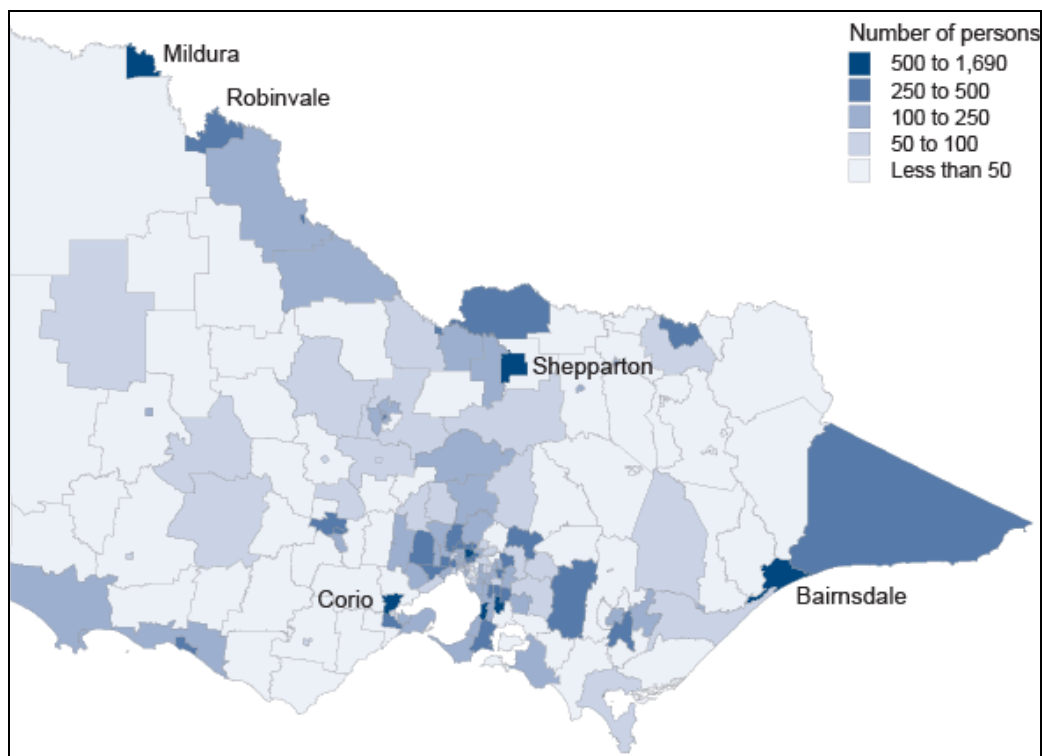 Number of persons
500 to 1,690
250 to 500
100 to 250
50 to 100
Less than 50
Mildura
Robinvale
Shepparton
Corio
Bairnsdale